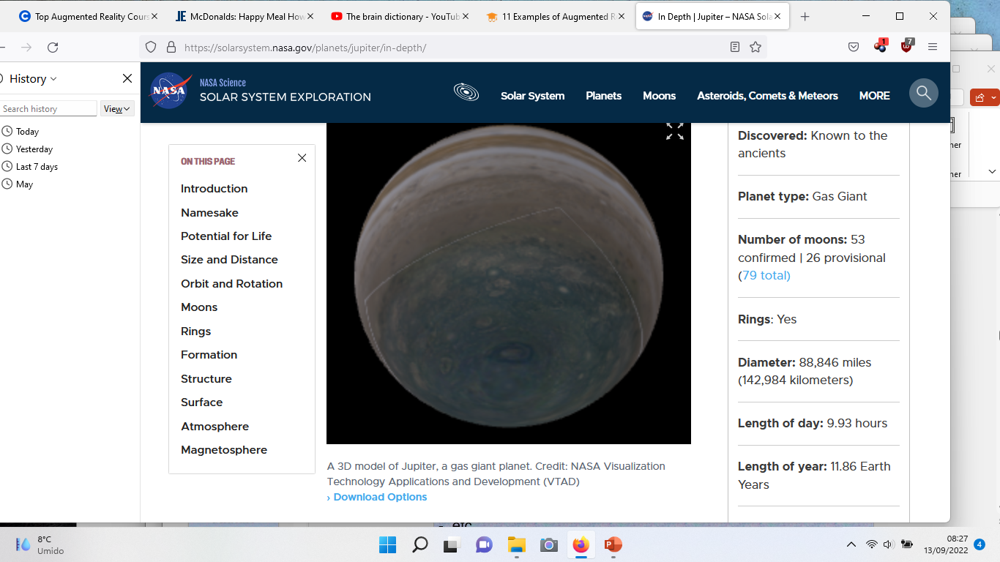 Top Augmented Reality Cours
McDonalds: Happy Meal How
The brain dictionary - YouTub
11 Examples of Augmented R
In Depth | Jupiter – NASA Sola
https://solarsystem.nasa.gov/planets/jupiter/in-depth/
1
7
History
Search history
View
Today
Yesterday
Last 7 days
May
NASA
NASA Science
SOLAR SYSTEM EXPLORATION
Solar System
Planets
Moons
Asteroids, Comets & Meteors
MORE
ON THIS PAGE
Introduction
Namesake
Potential for Life
Size and Distance
Orbit and Rotation
Moons
Rings
Formation
Structure
Surface
Atmosphere
Magnetosphere
A 3D model of Jupiter, a gas giant planet. Credit: NASA Visualization
Technology Applications and Development (VTAD)
› Download Options
Discovered: Known to the
ancients
Planet type: Gas Giant
Number of moons: 53
confirmed | 26 provisional
(79 total)
Rings: Yes
Diameter: 88,846 miles
(142,984 kilometers)
Length of day: 9.93 hours
Length of year: 11.86 Earth
Years
ner
ner
etc
8°C
Umido
08:27
13/09/2022
4